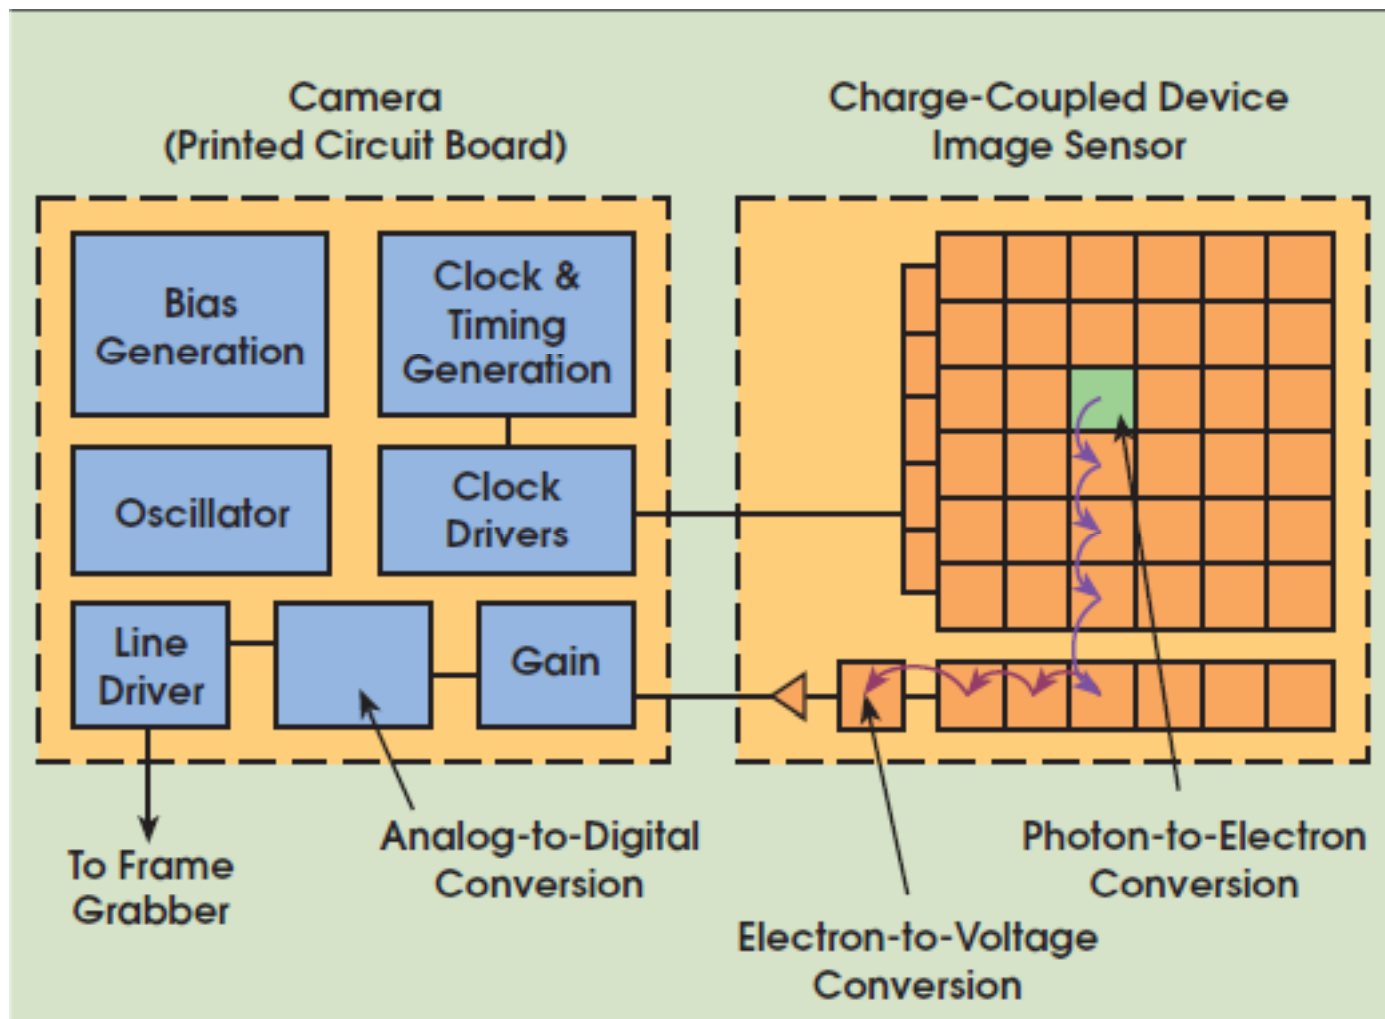 Camera
(Printed Circuit Board)
Charge-Coupled Device
Image Sensor
Bias
Generation
Clock &
Timing
Generation
Oscillator
Clock
Drivers
Line
Driver
Gain
To Frame
Grabber
Analog-to-Digital
Conversion
Electron-to-Voltage
Conversion
Photon-to-Electron
Conversion